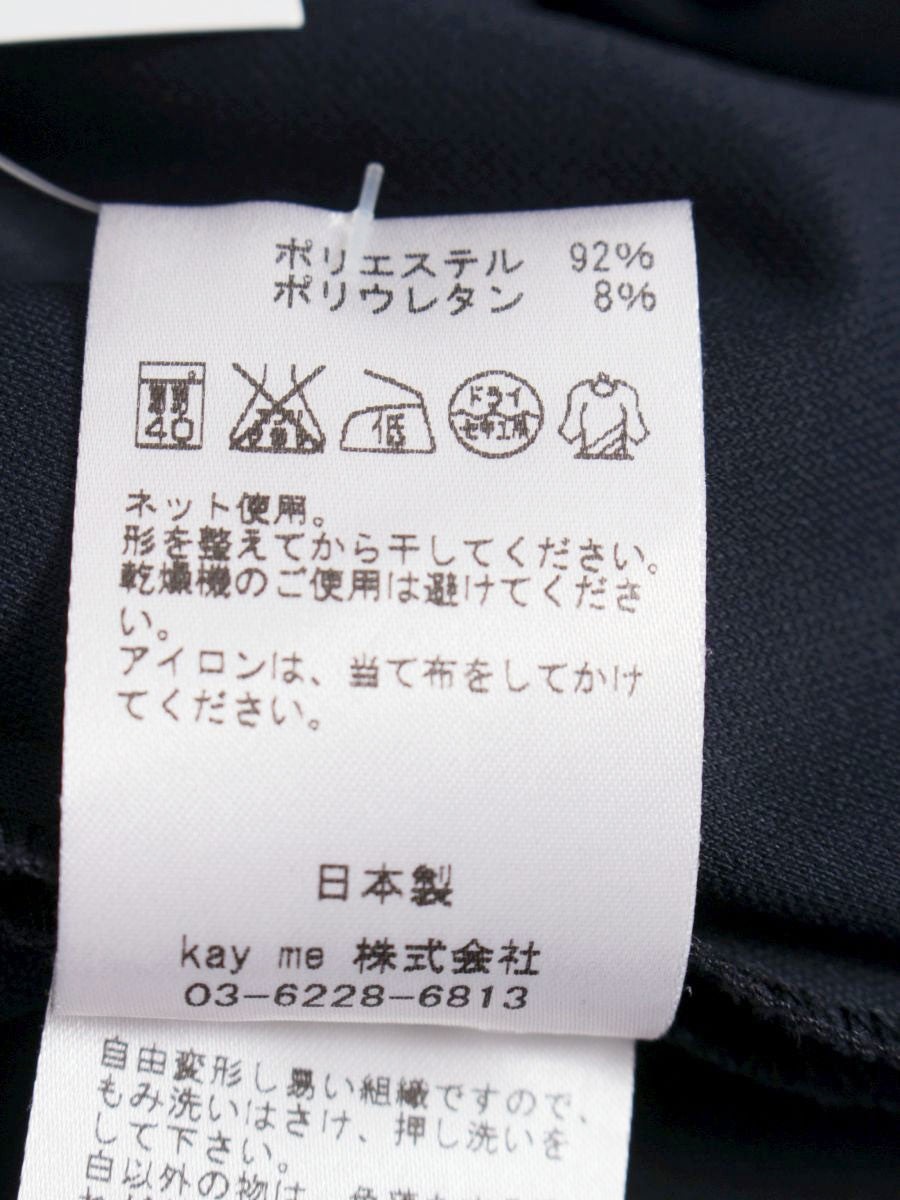 ポリエステル 92%
ポリウレタン 8%
40
低
ドライ
セキユ系
ネット使用。
形を整えてから干してください。
乾燥機のご使用は避けてくださ
い。
アイロンは、当て布をしてかけ
てください。
日本製
kay me 株式会社
03-6228-6813
自由変形し易い組織ですので、
もみ洗いはさけ、押し洗いを
して下さい。
白以外の物は、